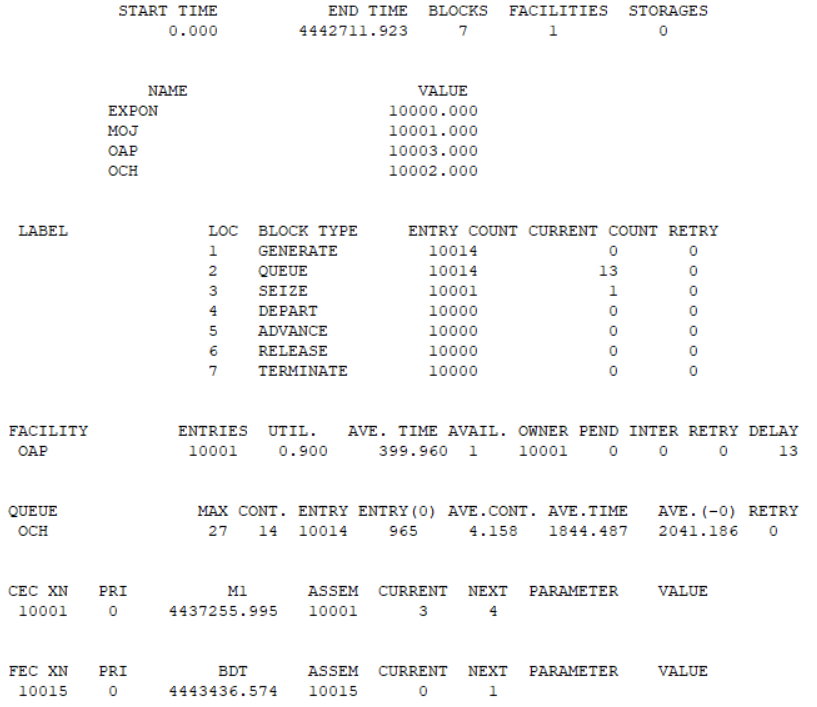 START TIME END TIME BLOCKS FACILITIES STORAGES
0.000 4442711.923 7 1 0
NAME VALUE
EXPON 10000.000
MOJ 10001.000
OAP 10003.000
OCH 10002.000
LABEL LOC BLOCK TYPE ENTRY COUNT CURRENT COUNT RETRY
1 GENERATE 10014 0 0
2 QUEUE 10014 13 0
3 SEIZE 10001 1 0
4 DEPART 10000 0 0
5 ADVANCE 10000 0 0
6 RELEASE 10000 0 0
7 TERMINATE 10000 0 0
FACILITY ENTRIES UTIL. AVE. TIME AVAIL. OWNER PEND INTER RETRY DELAY
OAP 10001 0.900 399.960 1 10001 0 0 0 13
QUEUE MAX CONT. ENTRY ENTRY(0) AVE.CONT. AVE.TIME AVE.(-0) RETRY
OCH 27 14 10014 965 4.158 1844.487 2041.186 0
CEC XN PRI M1 ASSEM CURRENT NEXT PARAMETER VALUE
10001 0 4437255.995 10001 3 4
FEC XN PRI BDT ASSEM CURRENT NEXT PARAMETER VALUE
10015 0 4443436.574 10015 0 1